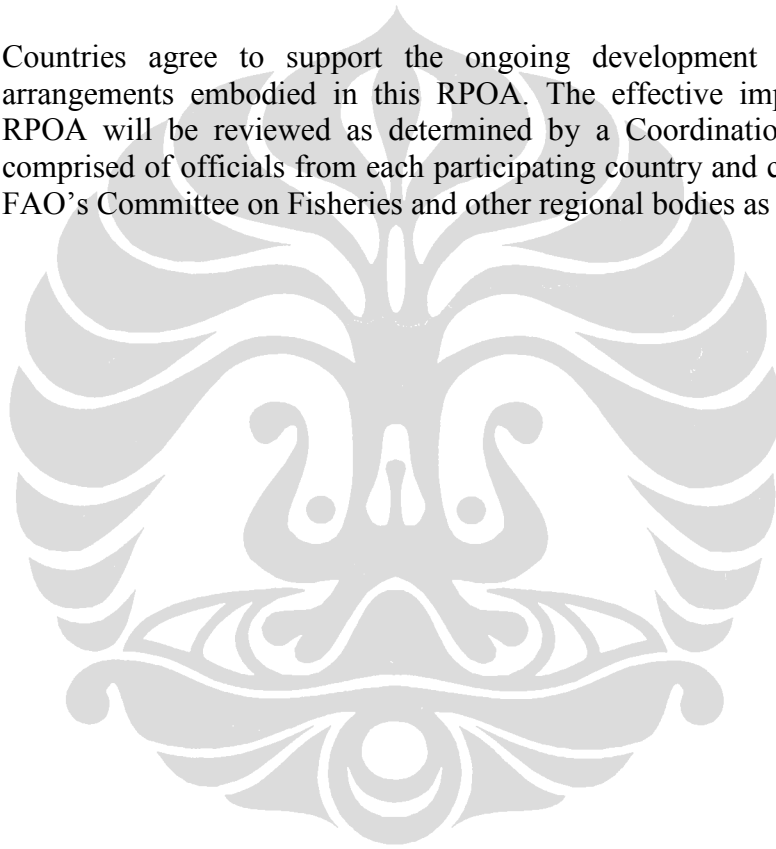 Countries agree to support the ongoing development
arrangements embodied in this RPOA. The effective
RPOA will be reviewed as determined by a
comprised of officials from each participating country and
FAO's Committee on Fisheries and other regional bodies as